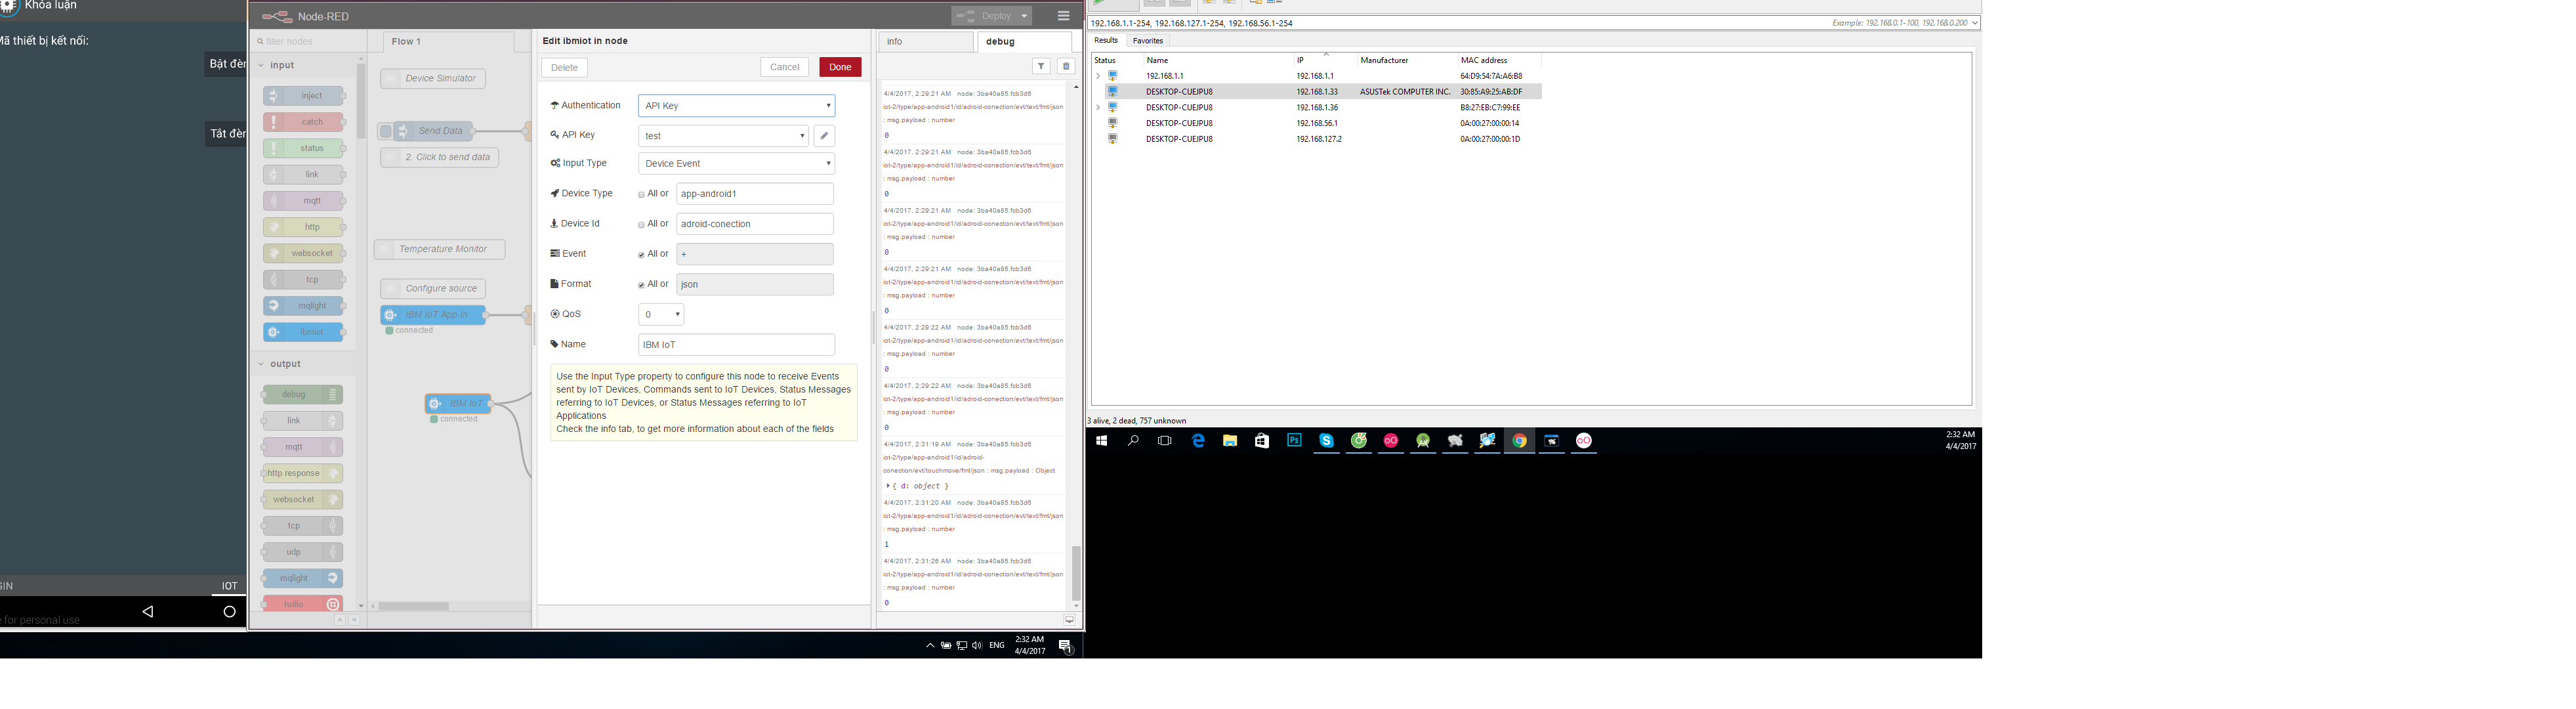 Khóa luận
Mã thiết bị kết nối:
Bật đèn
Tắt đèn
GIN
IOT
e for personal use
Node-RED
Deploy
filter nodes
input
inject
catch
status
link
mqtt
http
websocket
tcp
mqlight
ibmiot
output
debug
link
mqtt
http response
websocket
tcp
udp
mqlight
twilio
Flow 1
Device Simulator
Send Data
2. Click to send data
Temperature Monitor
Configure source
IBM IoT App In
connected
IBM IoT
connected
Edit ibmiot in node
Delete
Cancel
Done
Authentication
API Key
API Key
test
Input Type
Device Event
Device Type
All or
app-android1
Device Id
All or
adroid-conection
Event
All or
+
Format
All or
json
QoS
0
Name
IBM IoT
Use the Input Type property to configure this node to receive Events
sent by IoT Devices, Commands sent to IoT Devices, Status Messages
referring to IoT Devices, or Status Messages referring to IoT
Applications
Check the info tab, to get more information about each of the fields
info
debug
4/4/2017, 2:29:21 AM node: 3ba40a85.fcb3d6
iot-2/type/app-android1/id/adroid-conection/evt/text/fmt/json
: msg.payload : number
0
4/4/2017, 2:29:21 AM node: 3ba40a85.fcb3d6
iot-2/type/app-android1/id/adroid-conection/evt/text/fmt/json
: msg.payload : number
0
4/4/2017, 2:29:21 AM node: 3ba40a85.fcb3d6
iot-2/type/app-android1/id/adroid-conection/evt/text/fmt/json
: msg.payload : number
0
4/4/2017, 2:29:21 AM node: 3ba40a85.fcb3d6
iot-2/type/app-android1/id/adroid-conection/evt/text/fmt/json
: msg.payload : number
0
4/4/2017, 2:29:22 AM node: 3ba40a85.fcb3d6
iot-2/type/app-android1/id/adroid-conection/evt/text/fmt/json
: msg.payload : number
0
4/4/2017, 2:29:22 AM node: 3ba40a85.fcb3d6
iot-2/type/app-android1/id/adroid-conection/evt/text/fmt/json
: msg.payload : number
0
4/4/2017, 2:31:19 AM node: 3ba40a85.fcb3d6
iot-2/type/app-android1/id/adroid-
conection/evt/touchmove/fmt/json : msg.payload : Object
{ d: object }
4/4/2017, 2:31:20 AM node: 3ba40a85.fcb3d6
iot-2/type/app-android1/id/adroid-conection/evt/text/fmt/json
: msg.payload : number
1
4/4/2017, 2:31:26 AM node: 3ba40a85.fcb3d6
iot-2/type/app-android1/id/adroid-conection/evt/text/fmt/json
: msg.payload : number
0
ENG
2:32 AM
4/4/2017
1
192.168.1.1-254, 192.168.127.1-254, 192.168.56.1-254
Example: 192.168.0.1-100, 192.168.0.200
Results
Favorites
Status Name IP Manufacturer MAC address
192.168.1.1 192.168.1.1 64:D9:54:7A:A6:B8
DESKTOP-CUEJPU8 192.168.1.33 ASUSTek COMPUTER INC. 30:85:A9:25:AB:DF
DESKTOP-CUEJPU8 192.168.1.36 B8:27:EB:C7:99:EE
DESKTOP-CUEJPU8 192.168.56.1 0A:00:27:00:00:14
DESKTOP-CUEJPU8 192.168.127.2 0A:00:27:00:00:1D
3 alive, 2 dead, 757 unknown
2:32 AM
4/4/2017